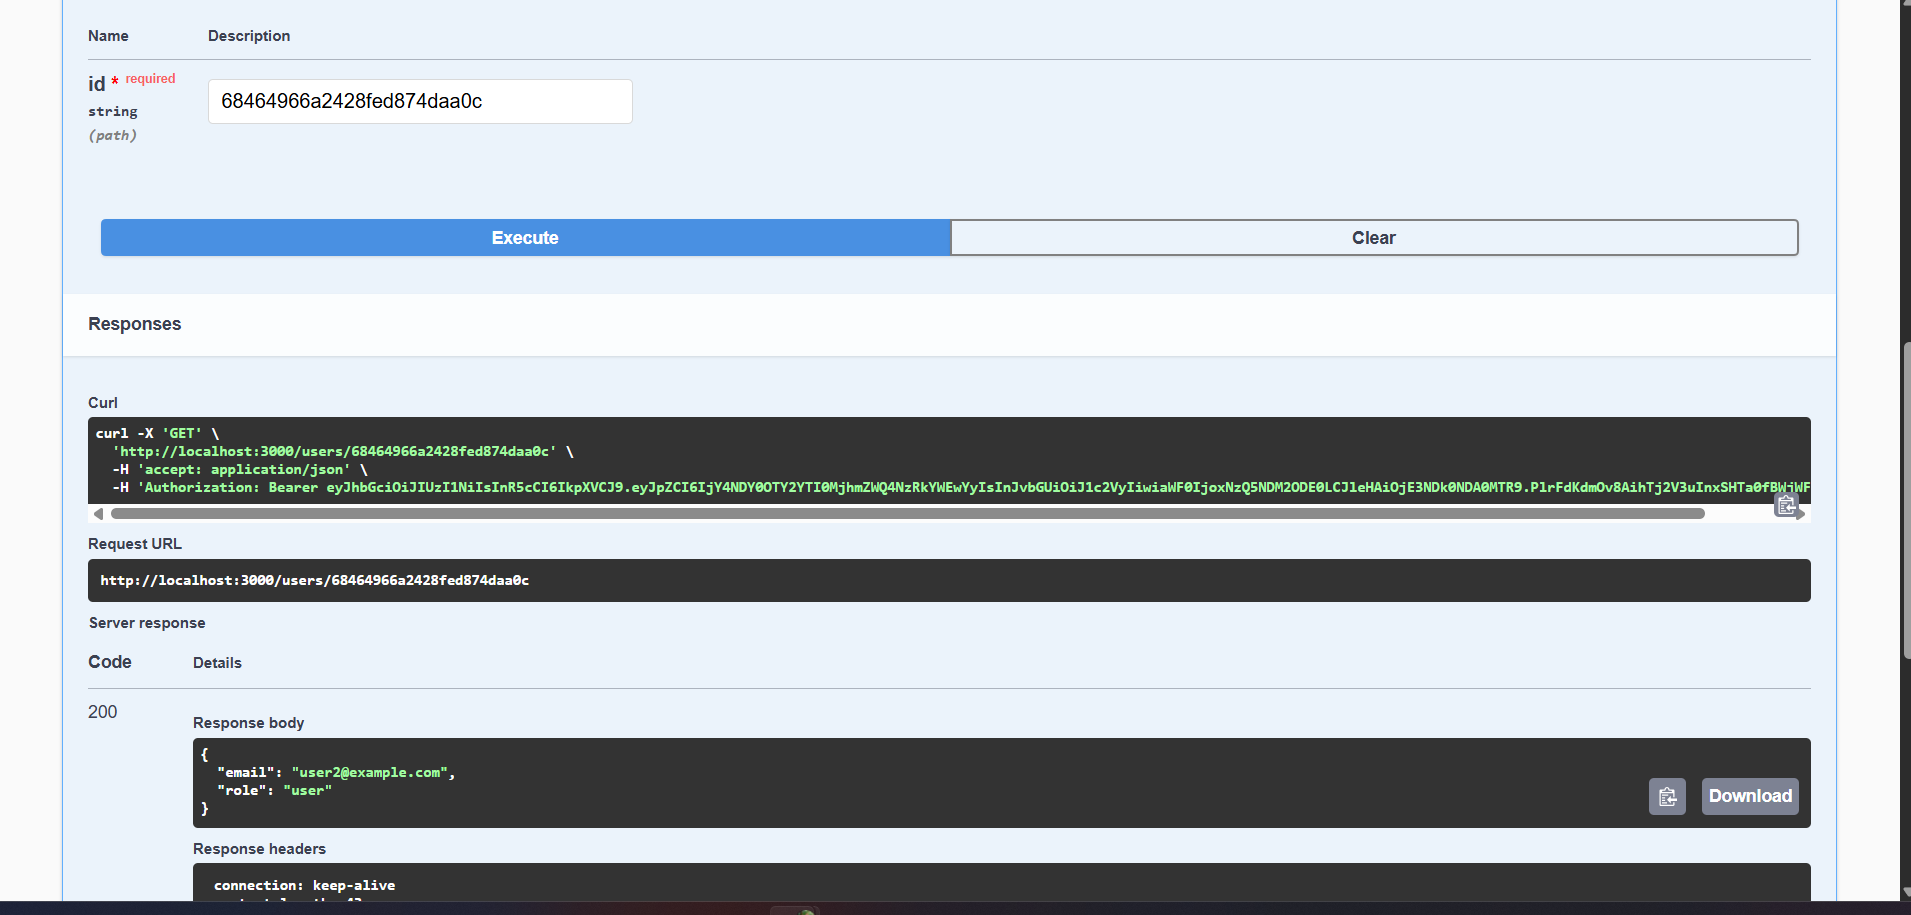 Name Description
id * required
string
(path)
68464966a2428fed874daa0c
Execute Clear
Responses
Curl
curl -X 'GET' \
'http://localhost:3000/users/68464966a2428fed874daa0c' \
-H 'accept: application/json' \
-H 'Authorization: Bearer eyJhbGciOiJIUzI1NiIsInR5cCI6IkpXVCJ9.eyJpZCI6IjY4NDY0OTY2YTI0MjhmZWQ4NzRkYWEwYyIsInJvbGUiOiJ1c2VyIiwiaWF0IjoxNzQ5NDM2ODE0LCJleHAiOjE3NDk0NDA0MTR9.PlrFdKdmOv8AihTj2V3uInxSHTa0fBWjWF
Request URL
http://localhost:3000/users/68464966a2428fed874daa0c
Server response
Code Details
200
Response body
{
"email": "user2@example.com",
"role": "user"
}
Download
Response headers
connection: keep-alive